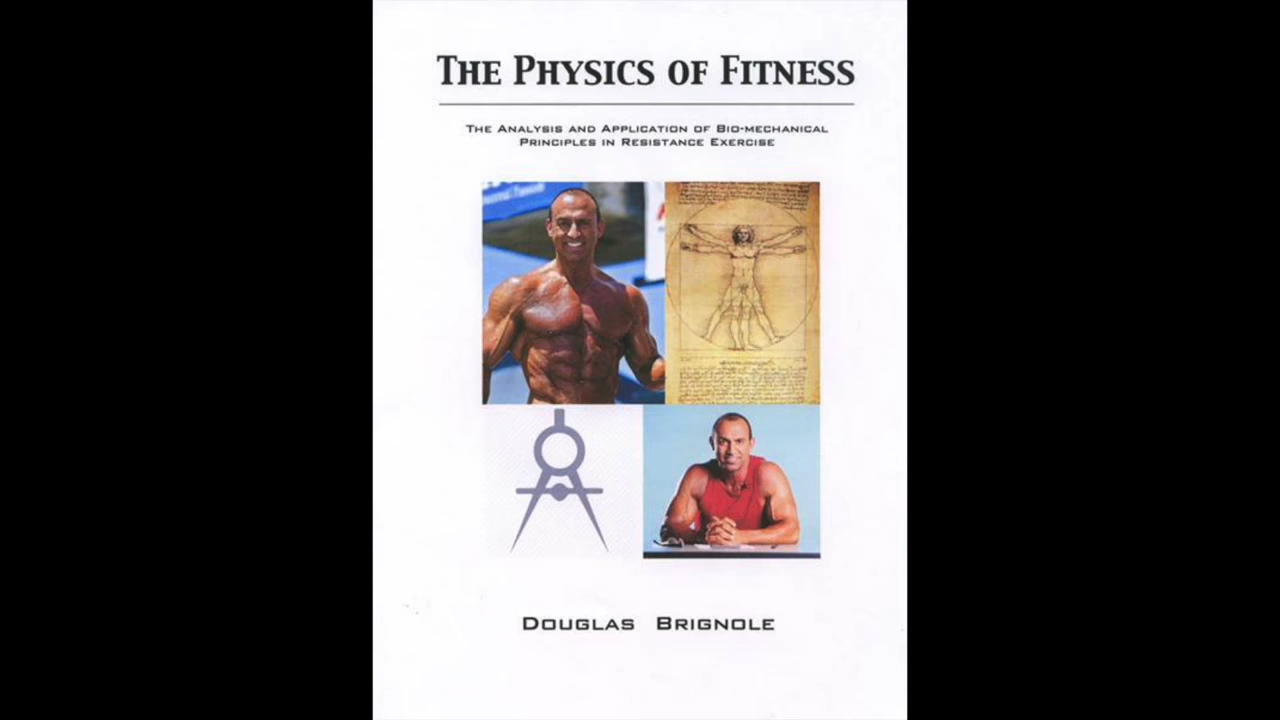 THE PHYSICS OF FITNESS
THE ANALYSIS AND APPLICATION OF BIO-MECHANICAL
PRINCIPLES IN RESISTANCE EXERCISE
DOUGLAS BRIGNOLE